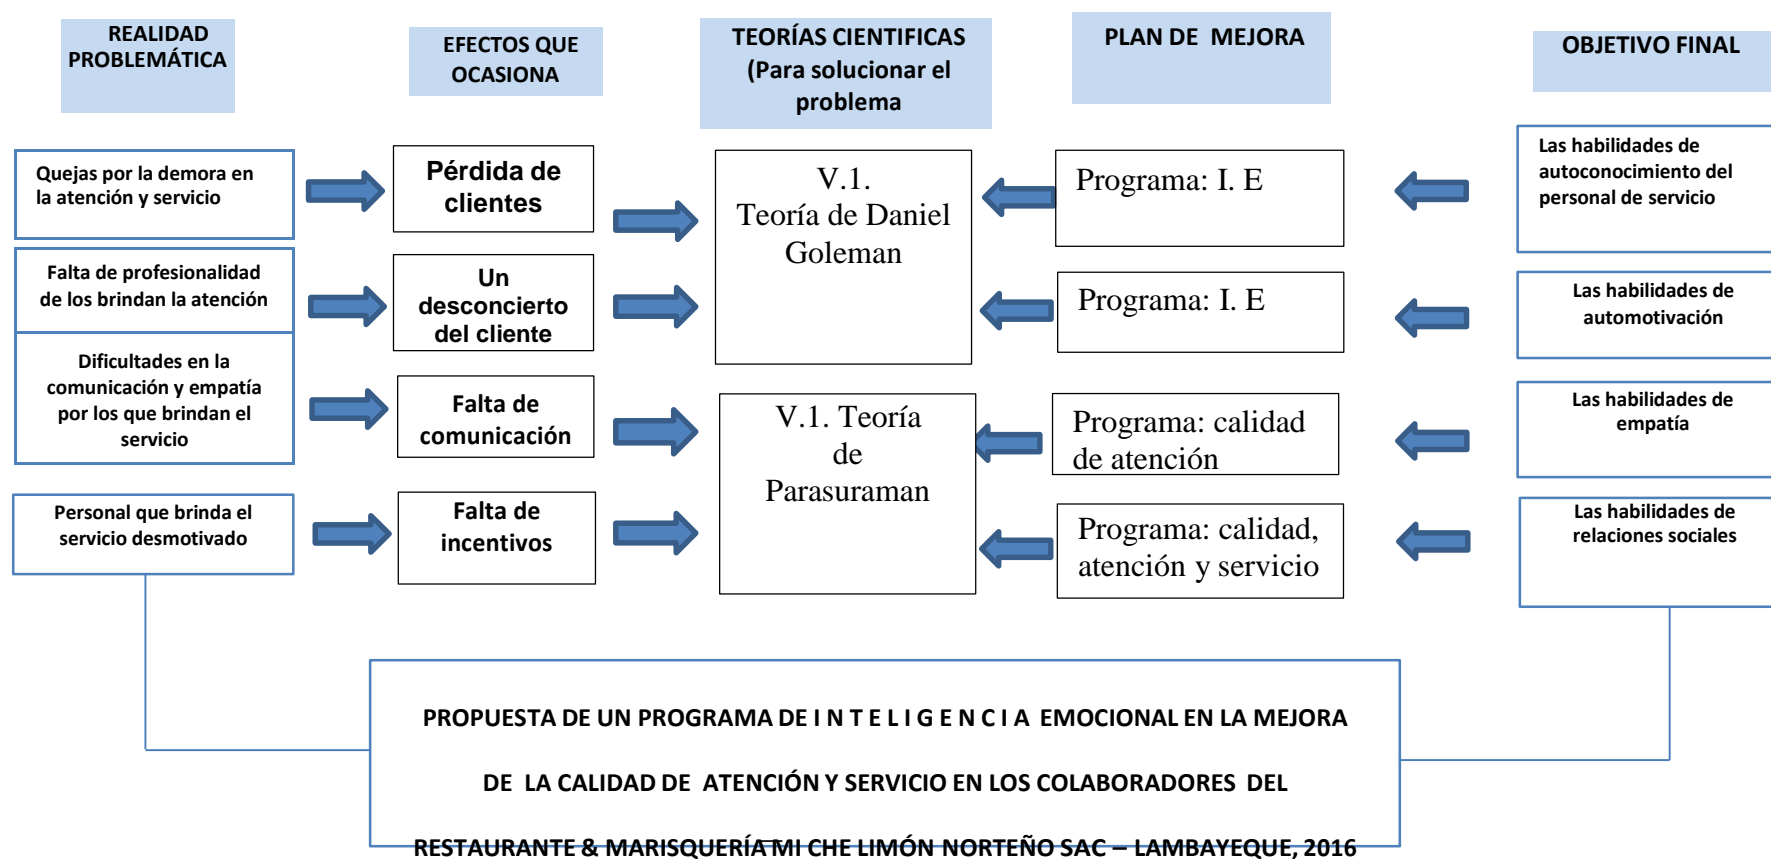 REALIDAD
PROBLEMÁTICA
EFECTOS QUE
OCASIONA
TEORÍAS CIENTIFICAS
(Para solucionar el
problema
PLAN DE MEJORA
OBJETIVO FINAL
Quejas por la demora en
la atención y servicio
Pérdida de
clientes
V.1.
Teoría de Daniel
Goleman
Programa: I. E
Las habilidades de
autoconocimiento del
personal de servicio
Falta de profesionalidad
de los brindan la atención
Un
desconcierto
del cliente
Programa: I. E
Las habilidades de
automotivación
Dificultades en la
comunicación y empatía
por los que brindan el
servicio
Falta de
comunicación
V.1. Teoría
de
Parasuraman
Programa: calidad
de atención
Las habilidades de
empatía
Personal que brinda el
servicio desmotivado
Falta de
incentivos
Programa: calidad,
atención y servicio
Las habilidades de
relaciones sociales
PROPUESTA DE UN PROGRAMA DE I N T E L I G E N C I A EMOCIONAL EN LA MEJORA
DE LA CALIDAD DE ATENCIÓN Y SERVICIO EN LOS COLABORADORES DEL
RESTAURANTE & MARISQUERÍA MI CHE LIMÓN NORTEÑO SAC – LAMBAYEQUE, 2016